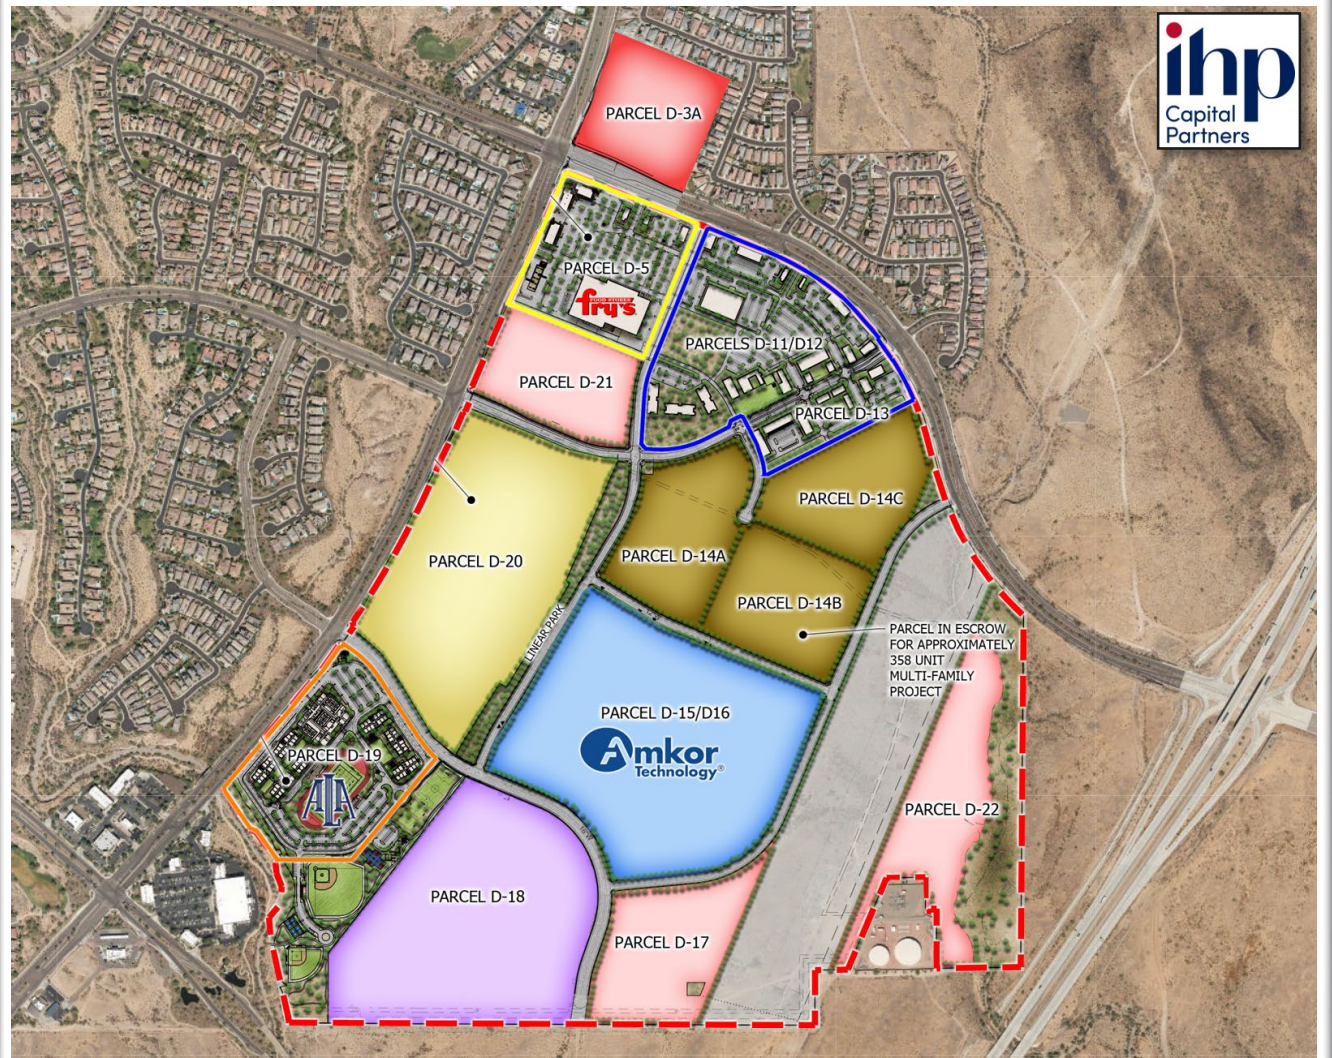 ihp
Capital
Partners
PARCEL D-3A
PARCEL D-5
FOOD STORES
fry's
PARCELS D-11/D12
PARCEL D-21
PARCEL D-13
PARCEL D-14C
PARCEL D-20
PARCEL D-14A
PARCEL D-14B
LINEAR PARK
PARCEL IN ESCROW
FOR APPROXIMATELY
358 UNIT
MULTI-FAMILY
PROJECT
PARCEL D-15/D16
Amkor
Technology®
PARCEL D-19
ALA
PARCEL D-22
PARCEL D-18
PARCEL D-17